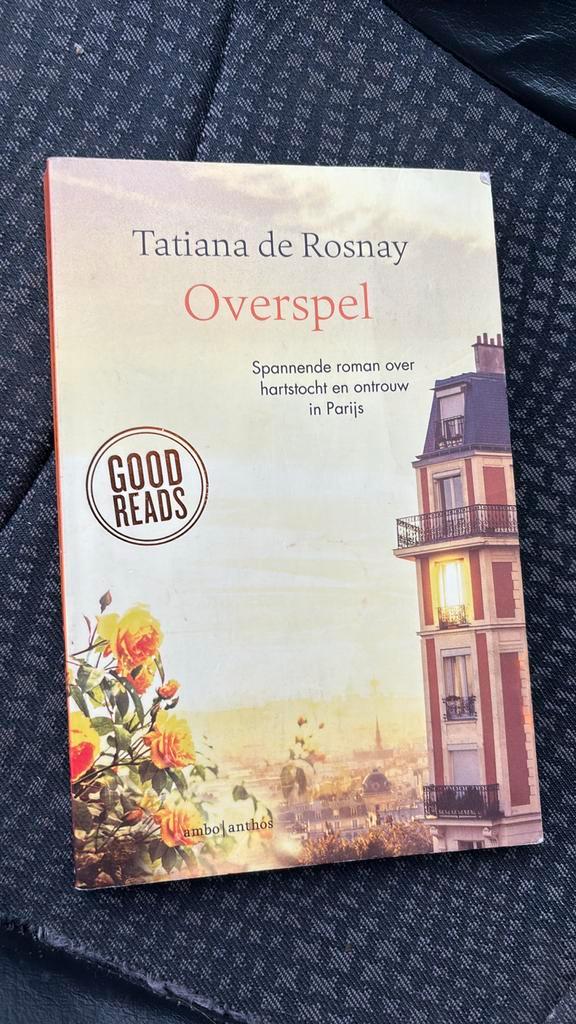 Tatiana de Rosnay
Overspel
Spannende roman over
hartstocht en ontrouw
in Parijs
GOOD
READS
ambo|anthos